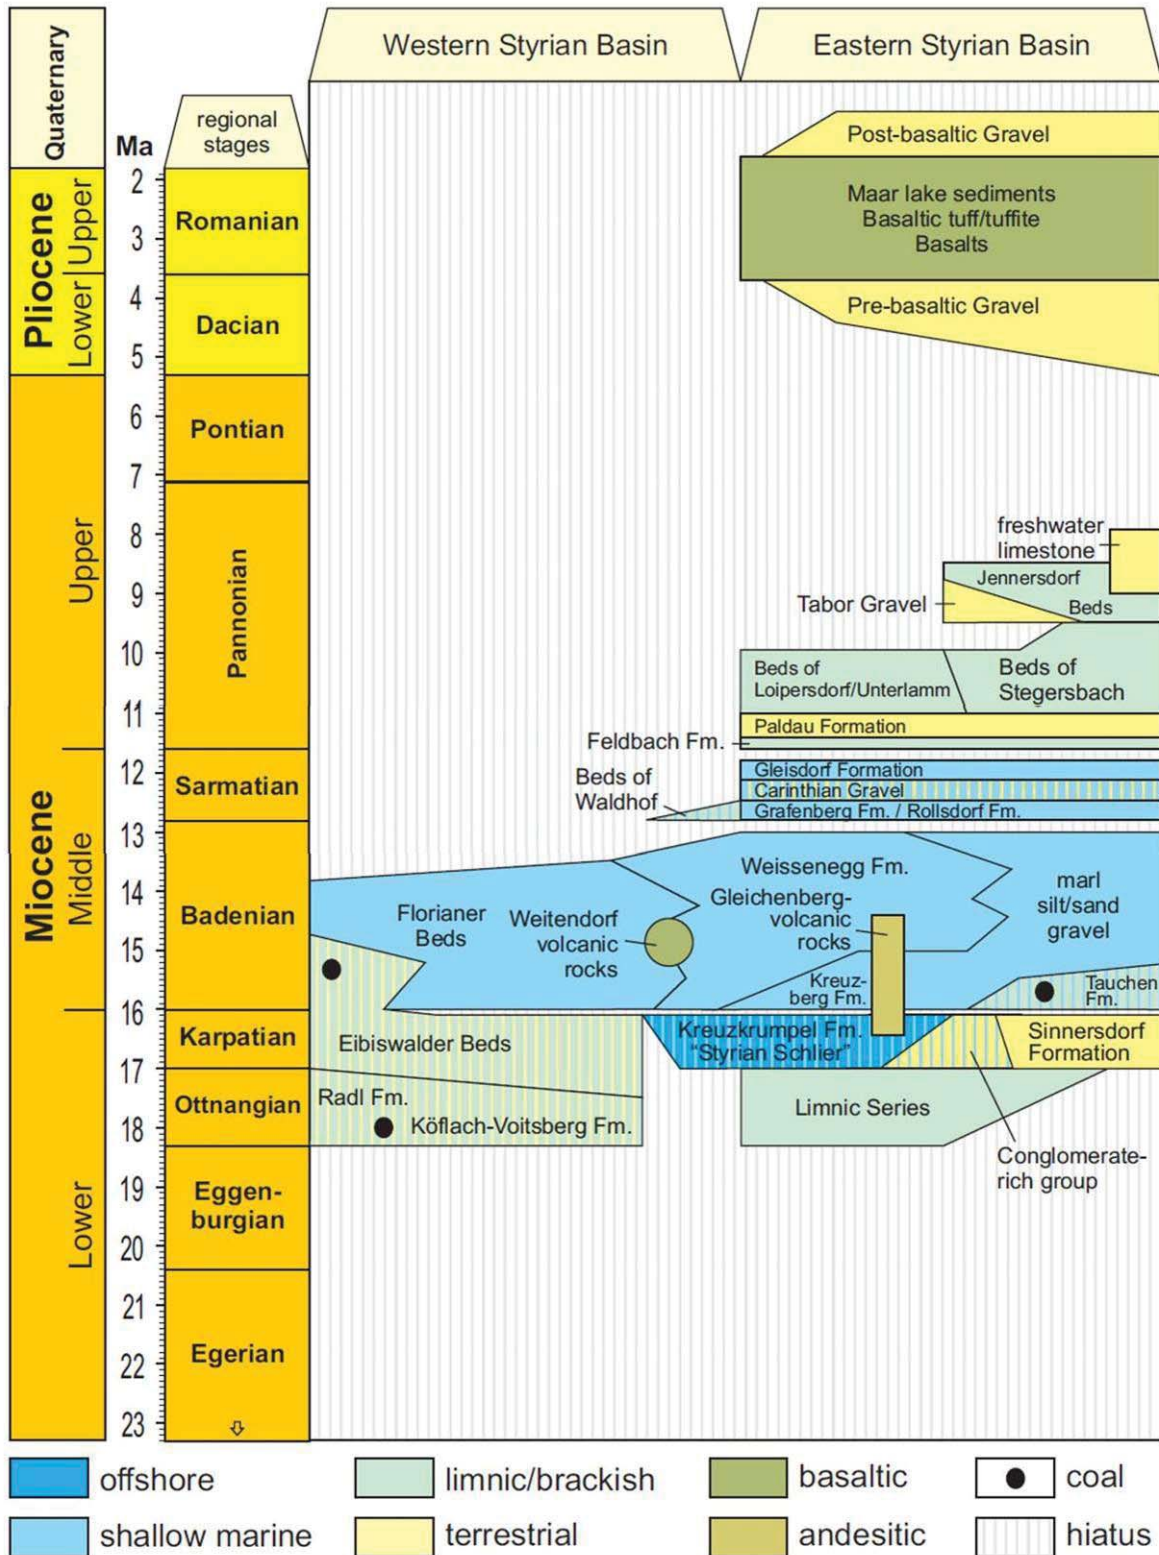 Western Styrian Basin
Eastern Styrian Basin
Quaternary
Ma
regional
stages
Pliocene
Upper
Lower
Miocene
Upper
Middle
Lower
2
3
4
5
6
7
8
9
10
11
12
13
14
15
16
17
18
19
20
21
22
23
Romanian
Dacian
Pontian
Pannonian
Sarmatian
Badenian
Karpatian
Ottnangian
Eggen-
burgian
Egerian
Post-basaltic Gravel
Maar lake sediments
Basaltic tuff/tuffite
Basalts
Pre-basaltic Gravel
freshwater
limestone
Jennersdorf
Beds
Tabor Gravel
Beds of
Loipersdorf/Unterlamm
Beds of
Stegersbach
Paldau Formation
Feldbach Fm.
Gleisdorf Formation
Carinthian Gravel
Grafenberg Fm. / Rollsdorf Fm.
Beds of
Waldhof
Weissenegg Fm.
Florianer
Beds
Weitendorf
volcanic
rocks
Gleichenberg-
volcanic
rocks
marl
silt/sand
gravel
Kreuz-
berg Fm.
Tauchen
Fm.
Eibiswalder Beds
Kreuzkrumpel Fm.
"Styrian Schlier"
Sinnersdorf
Formation
Radl Fm.
Köflach-Voitsberg Fm.
Limnic Series
Conglomerate-
rich group
offshore
limnic/brackish
basaltic
coal
shallow marine
terrestrial
andesitic
hiatus